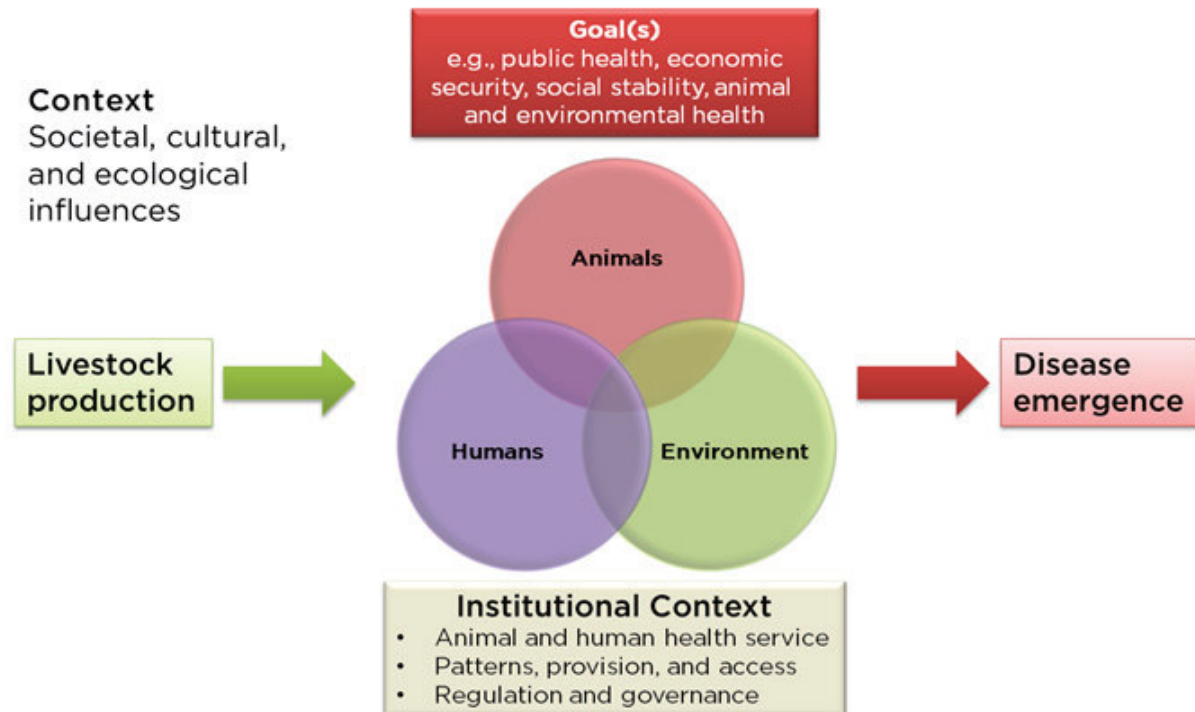 Goal(s)
e.g., public health, economic
security, social stability, animal
and environmental health
Context
Societal, cultural,
and ecological
influences
Animals
Livestock
production
Humans
Environment
Disease
emergence
Institutional Context
• Animal and human health service
• Patterns, provision, and access
• Regulation and governance